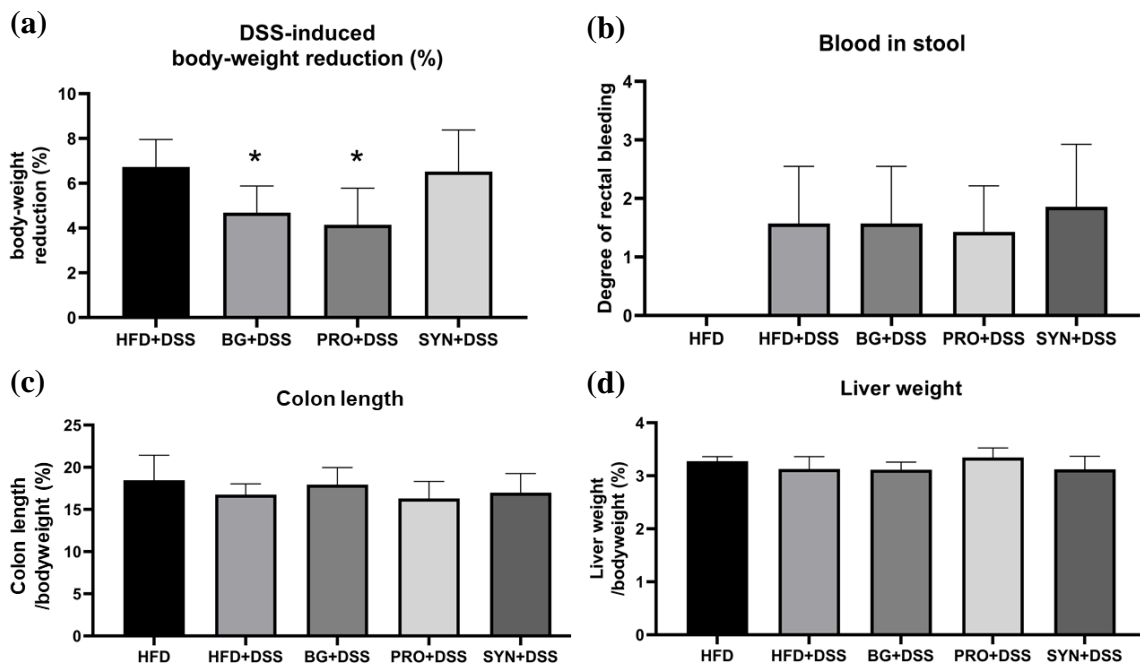 (a)
DSS-induced
body-weight reduction (%)
body-weight
reduction (%)
10
8
6
4
2
0
*
*
HFD+DSS BG+DSS PRO+DSS SYN+DSS
(b)
Blood in stool
Degree of rectal bleeding
4
3
2
1
0
HFD HFD+DSS BG+DSS PRO+DSS SYN+DSS
(c)
Colon length
Colon length
/bodyweight (%)
25
20
15
10
5
0
HFD HFD+DSS BG+DSS PRO+DSS SYN+DSS
(d)
Liver weight
Liver weight
/bodyweight (%)
4
3
2
1
0
HFD HFD+DSS BG+DSS PRO+DSS SYN+DSS